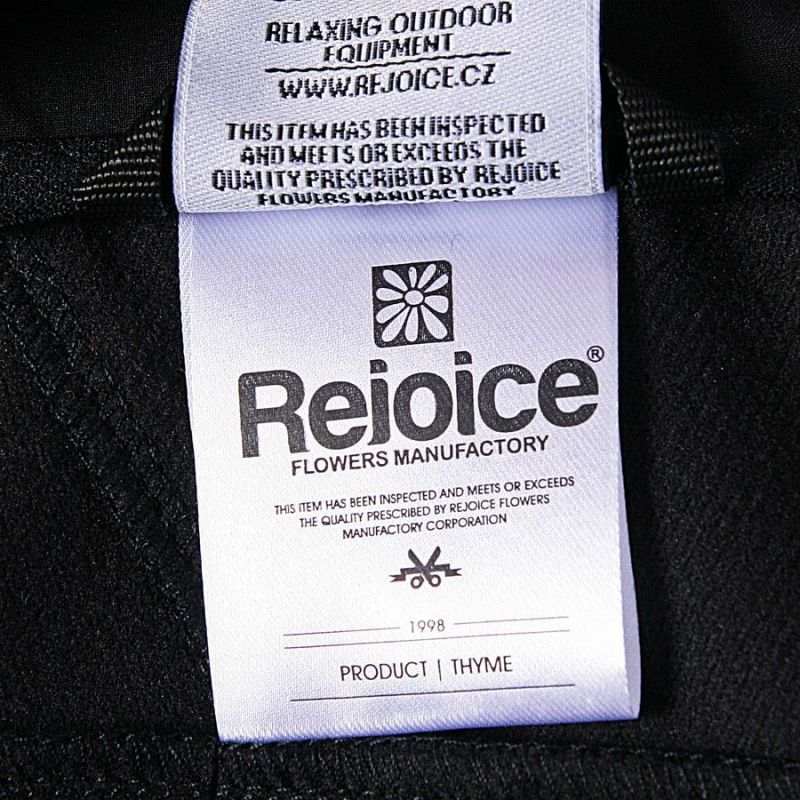 RELAXING OUTDOOR
EQUIPMENT
WWW.REJOICE.CZ
THIS ITEM HAS BEEN INSPECTED
AND MEETS OR EXCEEDS THE
QUALITY PRESCRIBED BY REJOICE
FLOWERS MANUFACTORY
Rejoice®
FLOWERS MANUFACTORY
THIS ITEM HAS BEEN INSPECTED AND MEETS OR EXCEEDS
THE QUALITY PRESCRIBED BY REJOICE FLOWERS
MANUFACTORY CORPORATION
1998
PRODUCT | THYME